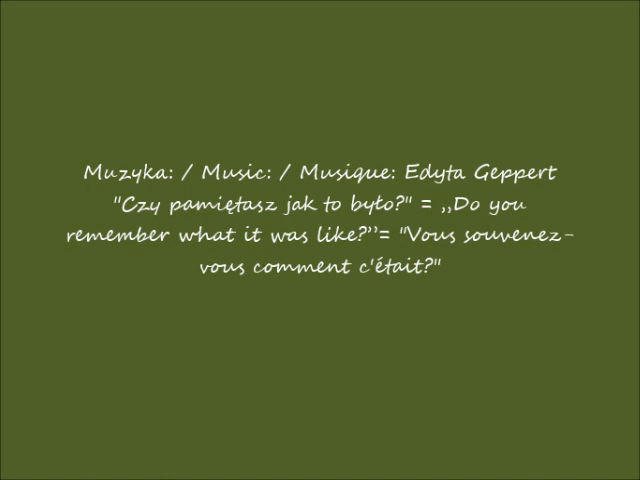 Muzyka: / Music: / Musique: Edyta Geppert
"Czy pamiętasz jak to było?" = „Do you
remember what it was like?”= "Vous souvenez-
vous comment c'était?"